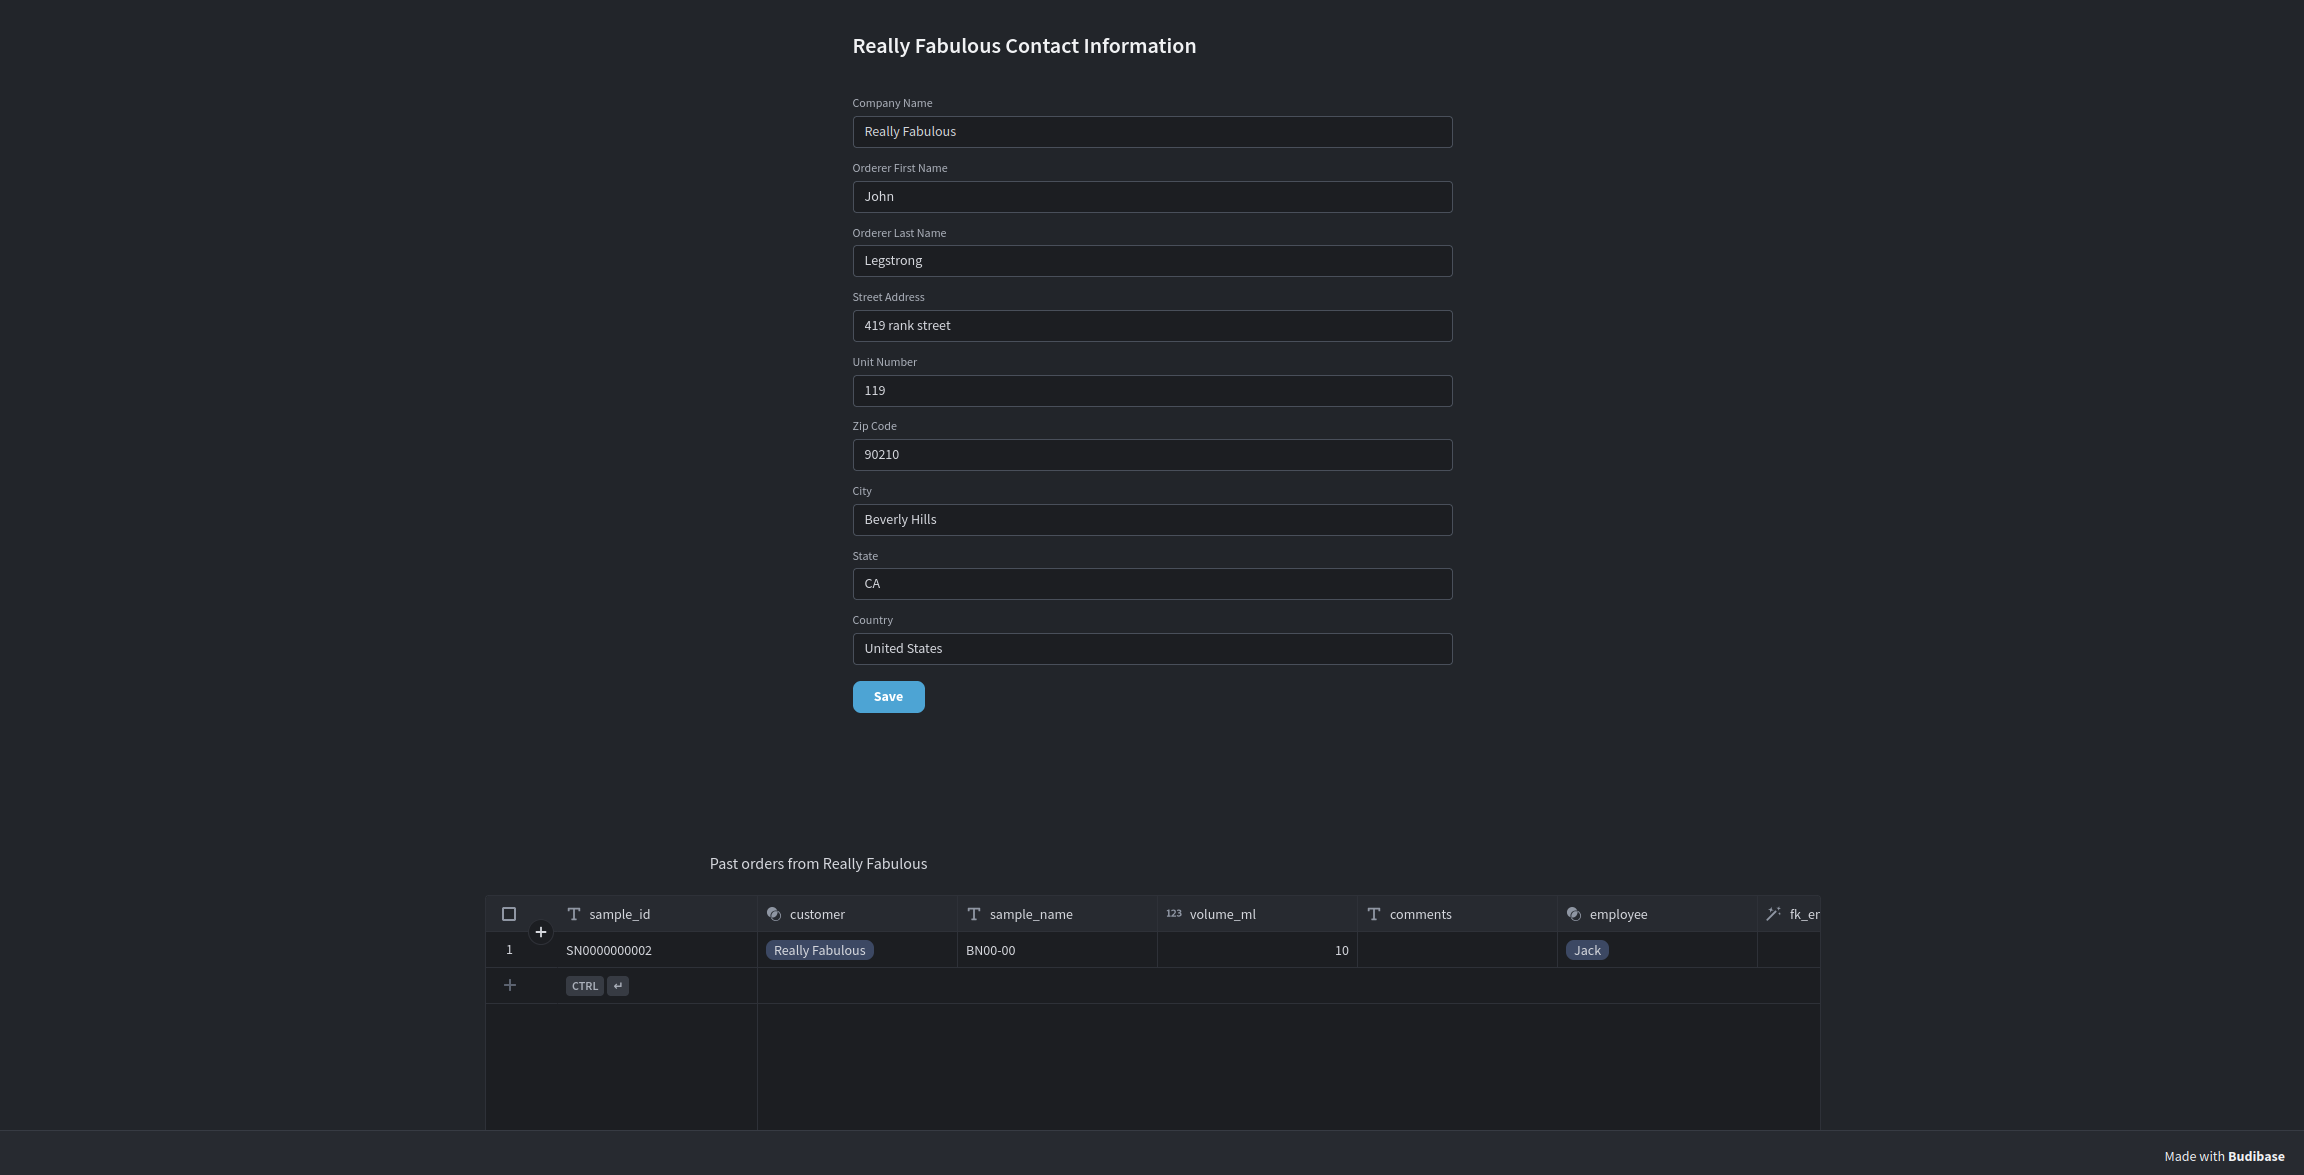 Really Fabulous Contact Information
Company Name
Really Fabulous
Orderer First Name
John
Orderer Last Name
Legstrong
Street Address
419 rank street
Unit Number
119
Zip Code
90210
City
Beverly Hills
State
CA
Country
United States
Save
Past orders from Really Fabulous
sample_id customer sample_name 123 volume_ml comments employee fk_er
1 SN0000000002 Really Fabulous BN00-00 10 Jack
CTRL ↵
Made with Budibase